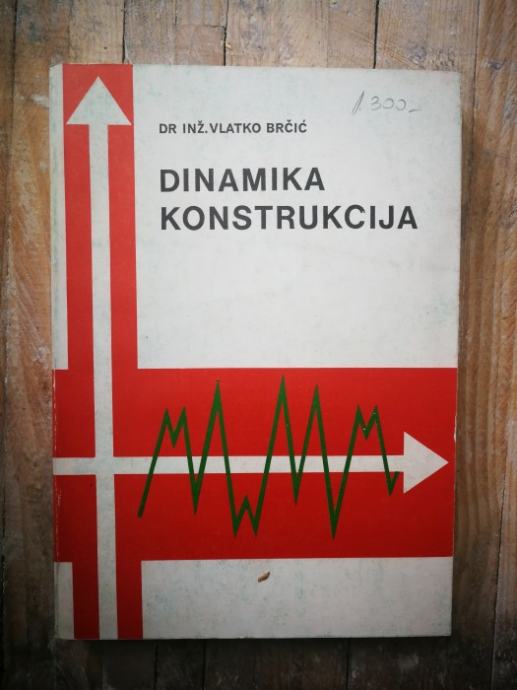 1.300-
DR INŽ. VLATKO BRČIĆ
DINAMIKA
KONSTRUKCIJA